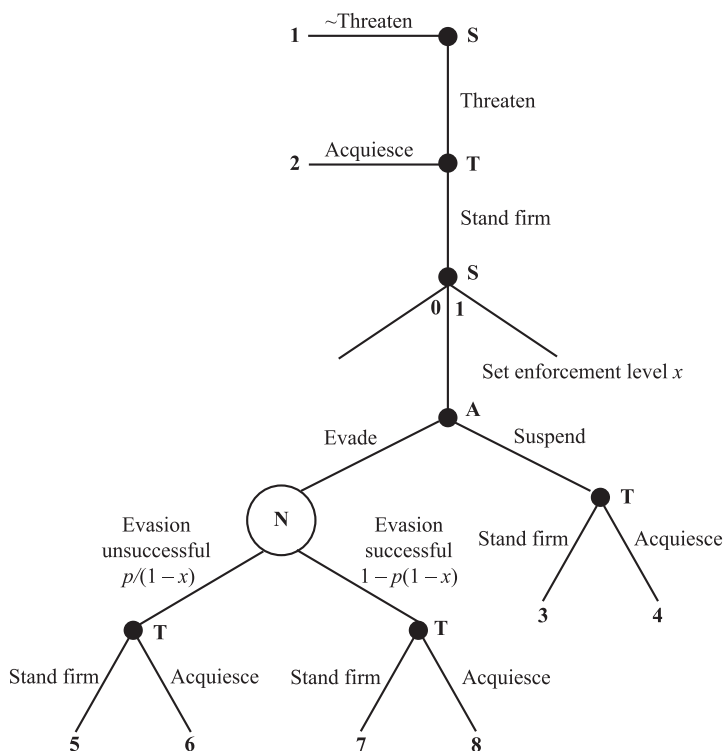 ~Threaten
1
S
Threaten
Acquiesce
2
T
Stand firm
S
0 1
Set enforcement level x
A
Evade
Suspend
N
T
Evasion
unsuccessful
p/(1−x)
Evasion
successful
1−p(1−x)
Stand firm
Acquiesce
3
4
T
T
Stand firm
Acquiesce
Stand firm
Acquiesce
5
6
7
8